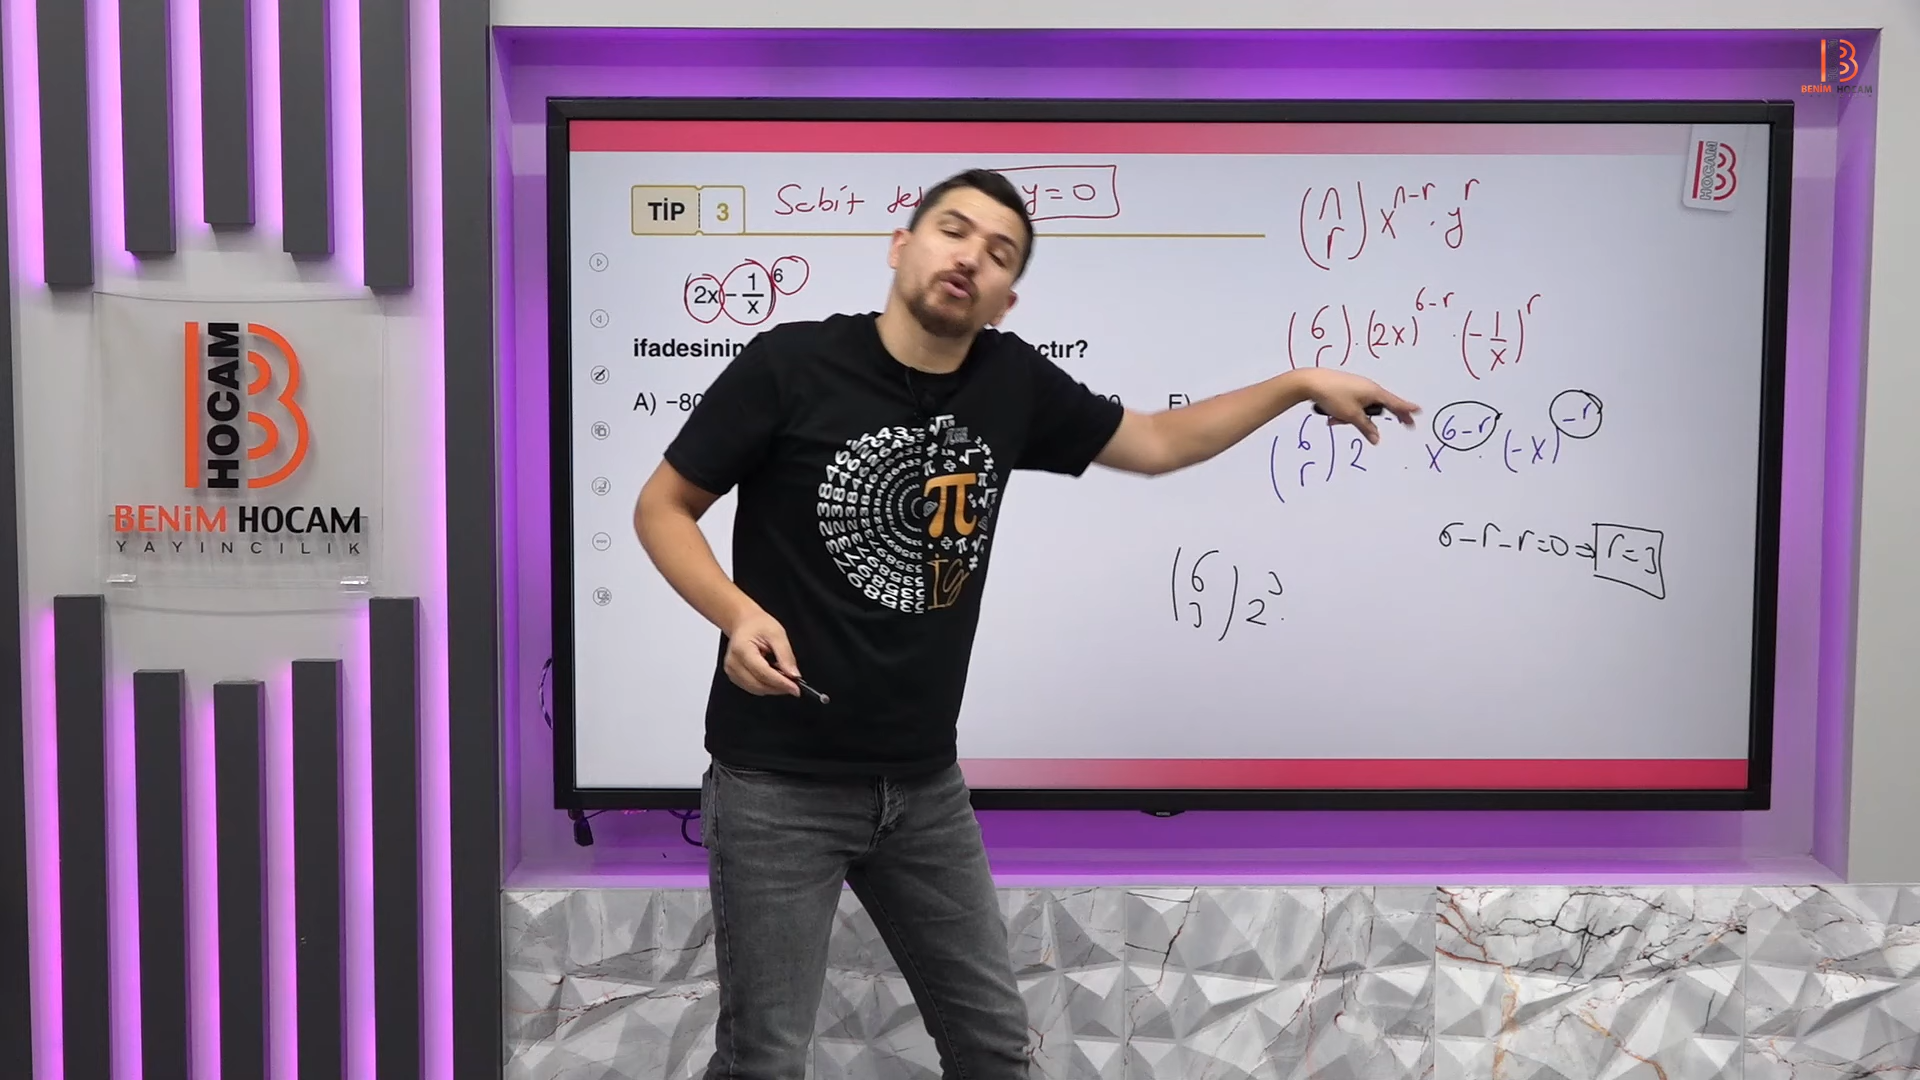 BENİM HOCAM
B HOCAM
BENİM HOCAM
YAYINCILIK
HOCAM
TİP 3
Sabit y = 0
(2x - 1/x)^6
ifadesinin
A) −80
E)
(n r) x^{n-r} . y^r
(6 r) . (2x)^{6-r} . (-1/x)^r
(6 r) 2 . x^{6-r} . (-x)^{-r}
6-r-r=0 ⇒ r=3
(6 3) 2^3 .
π